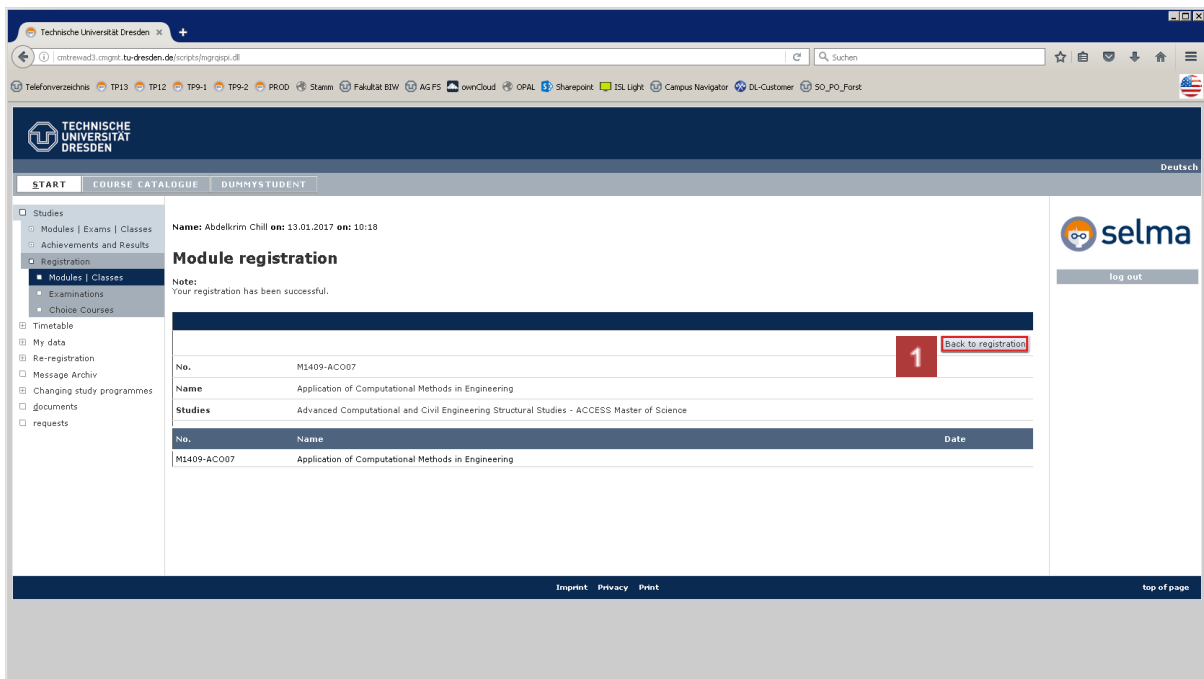 Technische Universität Dresden
cmtrewad3.cmgmt.tu-dresden.de/scripts/mgrqispi.dll
Suchen
Telefonverzeichnis TP13 TP12 TP9-1 TP9-2 PROD Stamm Fakultät BIW AG FS ownCloud OPAL Sharepoint ISL Light Campus Navigator DL-Customer SO_PO_Forst
TECHNISCHE
UNIVERSITÄT
DRESDEN
Deutsch
START COURSE CATALOGUE DUMMYSTUDENT
Studies
Modules | Exams | Classes
Achievements and Results
Registration
Modules | Classes
Examinations
Choice Courses
Timetable
My data
Re-registration
Message Archiv
Changing study programmes
documents
requests
Name: Abdelkrim Chill on: 13.01.2017 on: 10:18
Module registration
Note:
Your registration has been successful.
1
Back to registration
No. M1409-ACO07
Name Application of Computational Methods in Engineering
Studies Advanced Computational and Civil Engineering Structural Studies - ACCESS Master of Science
No. Name Date
M1409-ACO07 Application of Computational Methods in Engineering
selma
log out
Imprint Privacy Print
top of page